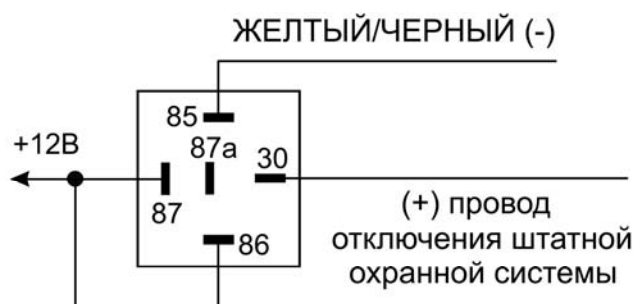 ЖЕЛТЫЙ/ЧЕРНЫЙ (-)
85
87а
30
+12В
87
86
(+) провод
отключения штатной
охранной системы